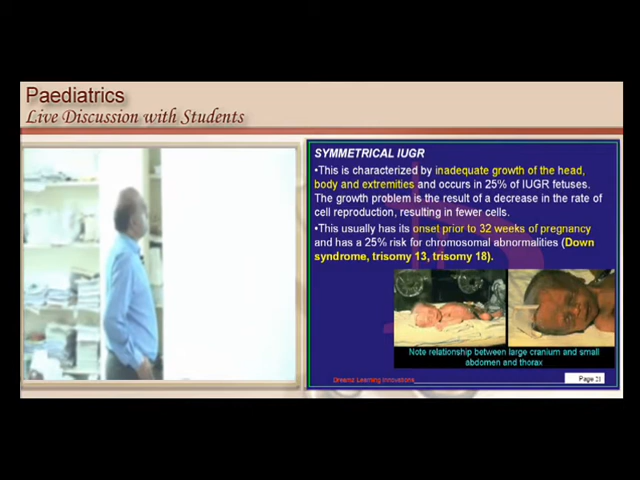 Paediatrics
Live Discussion with Students
SYMMETRICAL IUGR
•This is characterized by inadequate growth of the head,
body and extremities and occurs in 25% of IUGR fetuses.
The growth problem is the result of a decrease in the rate of
cell reproduction, resulting in fewer cells.
•This usually has its onset prior to 32 weeks of pregnancy
and has a 25% risk for chromosomal abnormalities (Down
syndrome, trisomy 13, trisomy 18).
Note relationship between large cranium and small
abdomen and thorax
Dreams Learning Innovations
Page 21